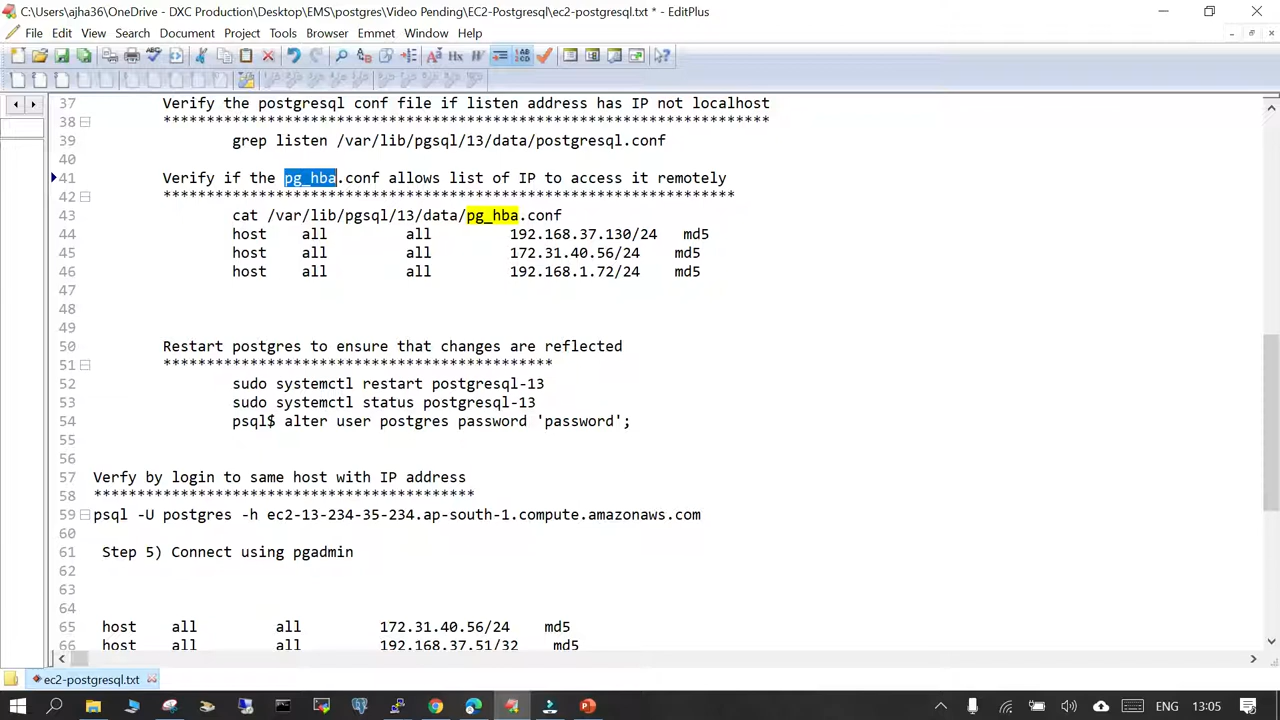 C:\Users\ajha36\OneDrive - DXC Production\Desktop\EMS\postgres\Video Pending\EC2-Postgresql\ec2-postgresql.txt * - EditPlus
File Edit View Search Document Project Tools Browser Emmet Window Help
37 Verify the postgresql conf file if listen address has IP not localhost
38 **********************************************************************
39 grep listen /var/lib/pgsql/13/data/postgresql.conf
40
41 Verify if the pg_hba.conf allows list of IP to access it remotely
42 ******************************************************************
43 cat /var/lib/pgsql/13/data/pg_hba.conf
44 host all all 192.168.37.130/24 md5
45 host all all 172.31.40.56/24 md5
46 host all all 192.168.1.72/24 md5
47
48
49
50 Restart postgres to ensure that changes are reflected
51 *********************************************
52 sudo systemctl restart postgresql-13
53 sudo systemctl status postgresql-13
54 psql$ alter user postgres password 'password';
55
56
57 Verfy by login to same host with IP address
58 ********************************************
59 psql -U postgres -h ec2-13-234-35-234.ap-south-1.compute.amazonaws.com
60
61 Step 5) Connect using pgadmin
62
63
64
65 host all all 172.31.40.56/24 md5
66 host all all 192.168.37.51/32 md5
ec2-postgresql.txt
ENG 13:05